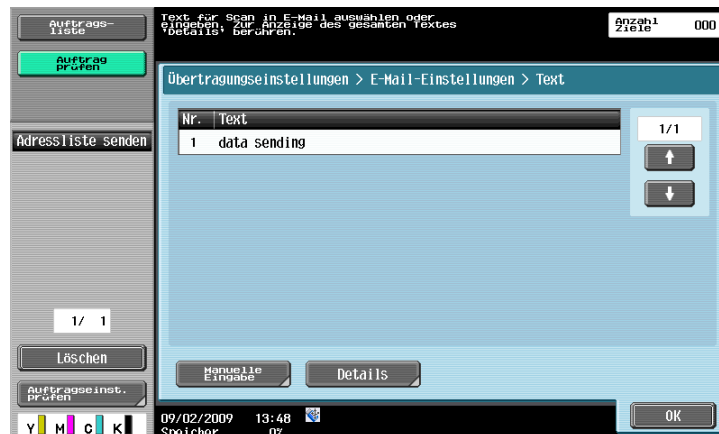 Auftrags-
liste
Text für Scan in E-Mail auswählen oder
eingeben. Zur Anzeige des gesamten Textes
'Details' berühren.
Anzahl
Ziele 000
Auftrag
prüfen
Übertragungseinstellungen > E-Mail-Einstellungen > Text
Nr. Text
1 data sending
1/1
Adressliste senden
1/ 1
Löschen
Manuelle
Eingabe
Details
Auftragseinst.
prüfen
OK
Y M C K
09/02/2009 13:48
Speicher 0%